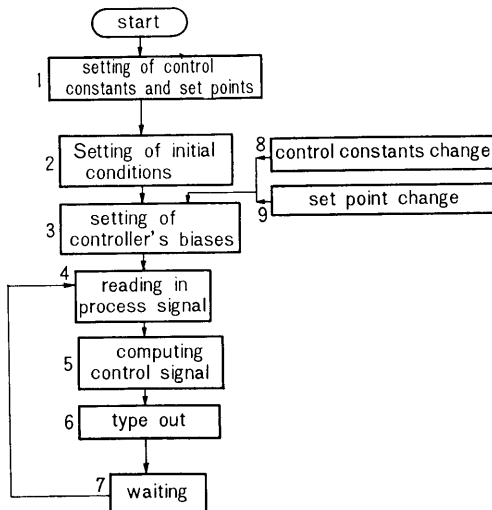 start
1
setting of control
constants and set points
2
Setting of initial
conditions
8
control constants change
9
set point change
3
setting of
controller's biases
4
reading in
process signal
5
computing
control signal
6
type out
7
waiting